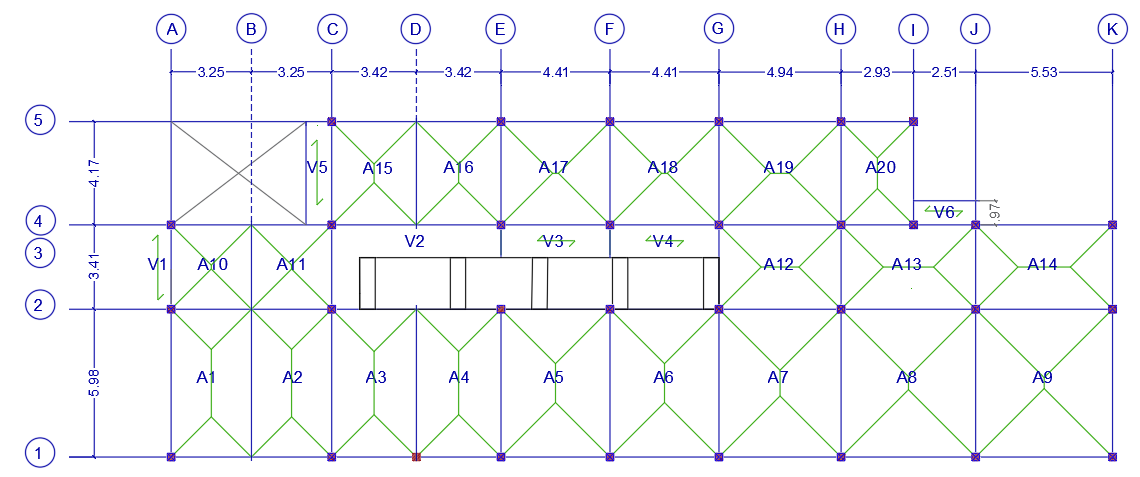 A B C D E F G H I J K
3.25 3.25 3.42 3.42 4.41 4.41 4.94 2.93 2.51 5.53
5
4.17 V5 A15 A16 A17 A18 A19 A20
4 V6 .97
3 V1 3.41 A10 A11 V2 V3 V4 A12 A13 A14
2
5.98 A1 A2 A3 A4 A5 A6 A7 A8 A9
1